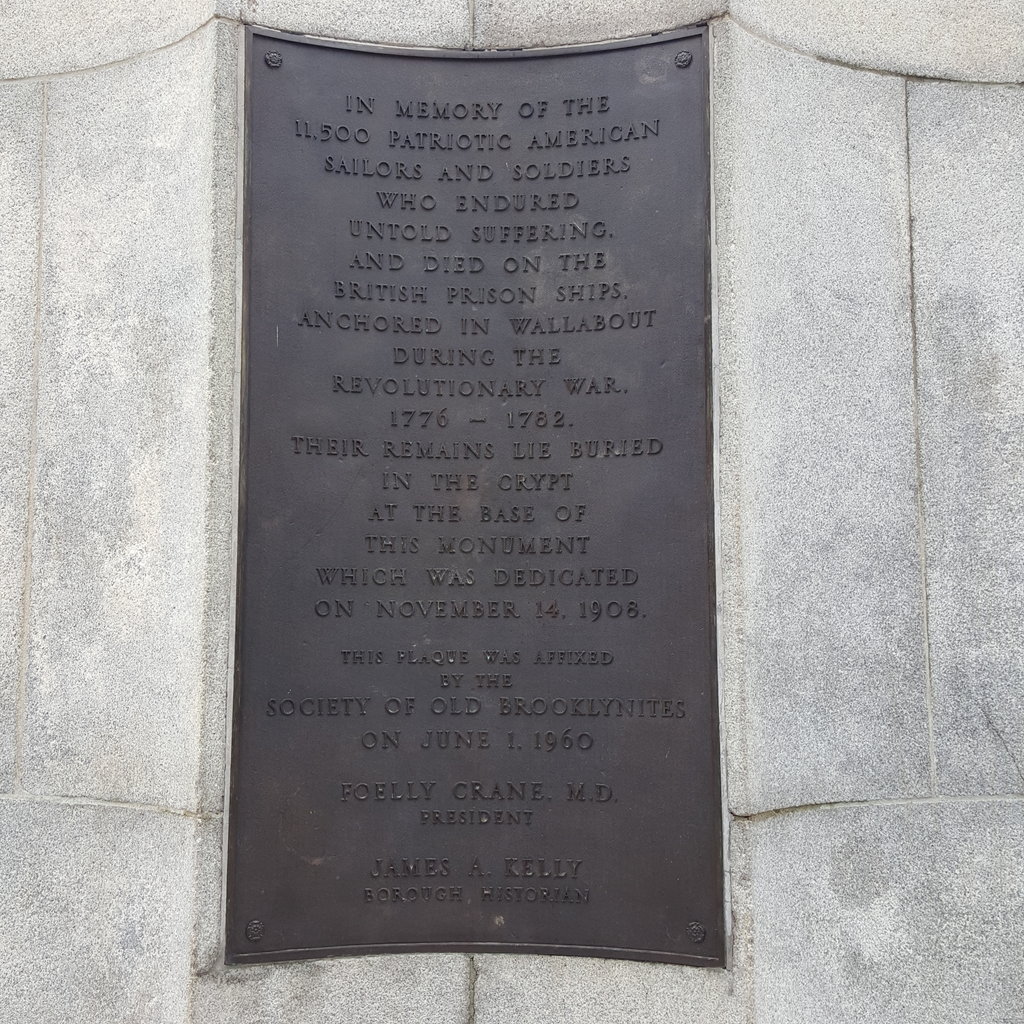 IN MEMORY OF THE
11,500 PATRIOTIC AMERICAN
SAILORS AND SOLDIERS
WHO ENDURED
UNTOLD SUFFERING,
AND DIED ON THE
BRITISH PRISON SHIPS,
ANCHORED IN WALLABOUT
DURING THE
REVOLUTIONARY WAR,
1776 - 1782.
THEIR REMAINS LIE BURIED
IN THE CRYPT
AT THE BASE OF
THIS MONUMENT
WHICH WAS DEDICATED
ON NOVEMBER 14, 1908.
THIS PLAQUE WAS AFFIXED
BY THE
SOCIETY OF OLD BROOKLYNITES
ON JUNE 1, 1960
FOELLY CRANE, M.D.
PRESIDENT
JAMES A. KELLY
BOROUGH HISTORIAN